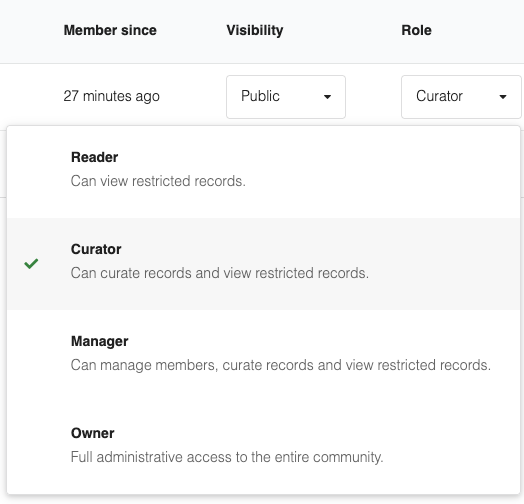 Member since Visibility Role
27 minutes ago Public Curator
Reader
Can view restricted records.
Curator
Can curate records and view restricted records.
Manager
Can manage members, curate records and view restricted records.
Owner
Full administrative access to the entire community.